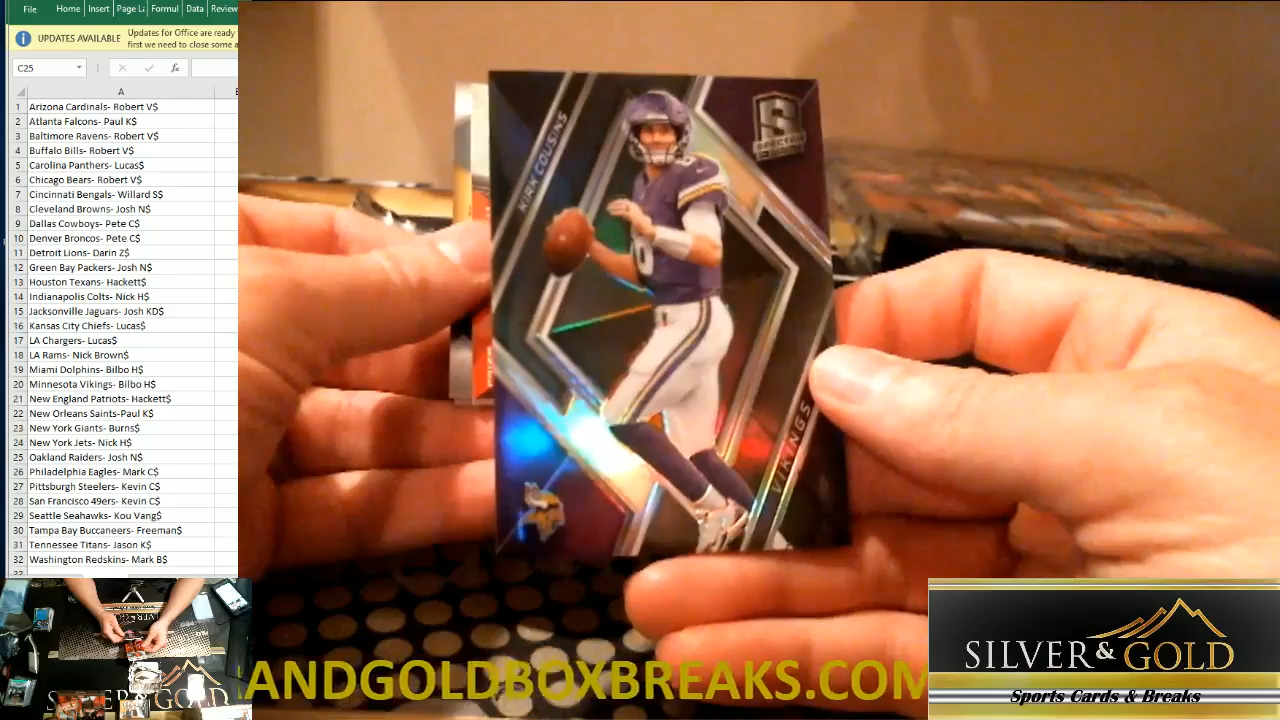 File Home Insert Page La Formul Data Review
UPDATES AVAILABLE Updates for Office are ready
first we need to close some a
C25 fx
A
1 Arizona Cardinals- Robert V$
2 Atlanta Falcons- Paul K$
3 Baltimore Ravens- Robert V$
4 Buffalo Bills- Robert V$
5 Carolina Panthers- Lucas$
6 Chicago Bears- Robert V$
7 Cincinnati Bengals- Willard S$
8 Cleveland Browns- Josh N$
9 Dallas Cowboys- Pete C$
10 Denver Broncos- Pete C$
11 Detroit Lions- Darin Z$
12 Green Bay Packers- Josh N$
13 Houston Texans- Hackett$
14 Indianapolis Colts- Nick H$
15 Jacksonville Jaguars- Josh KD$
16 Kansas City Chiefs- Lucas$
17 LA Chargers- Lucas$
18 LA Rams- Nick Brown$
19 Miami Dolphins- Bilbo H$
20 Minnesota Vikings- Bilbo H$
21 New England Patriots- Hackett$
22 New Orleans Saints-Paul K$
23 New York Giants- Burns$
24 New York Jets- Nick H$
25 Oakland Raiders- Josh N$
26 Philadelphia Eagles- Mark C$
27 Pittsburgh Steelers- Kevin C$
28 San Francisco 49ers- Kevin C$
29 Seattle Seahawks- Kou Vang$
30 Tampa Bay Buccaneers- Freeman$
31 Tennessee Titans- Jason K$
32 Washington Redskins- Mark B$
KIRK COUSINS
S
8
VIKINGS
ANDGOLDBOXBREAKS.COM
SILVER & GOLD
Sports Cards & Breaks